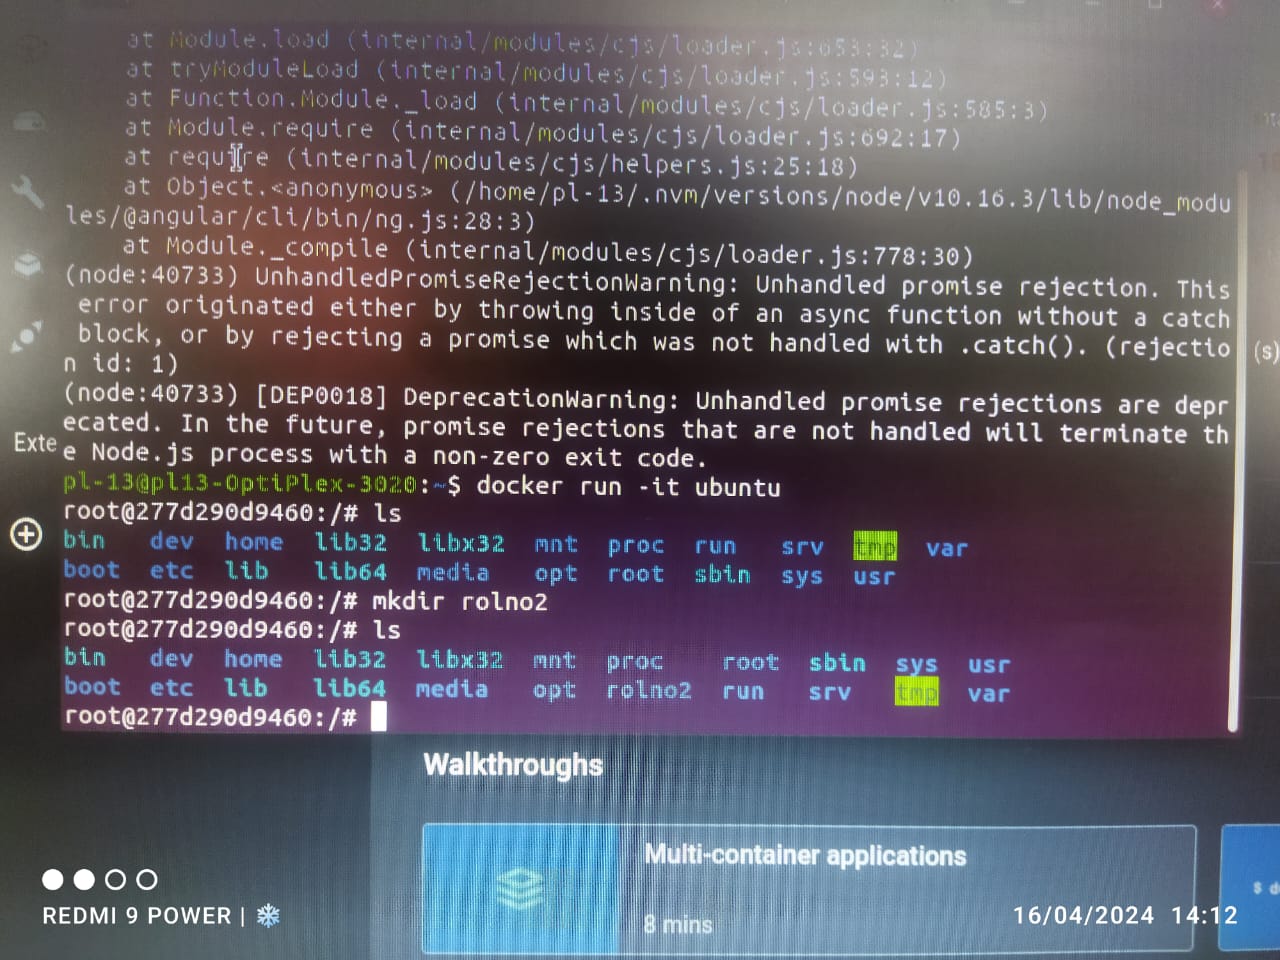 at Module.load (internal/modules/cjs/loader.js:653:32)
at tryModuleLoad (internal/modules/cjs/loader.js:593:12)
at Function.Module._load (internal/modules/cjs/loader.js:585:3)
at Module.require (internal/modules/cjs/loader.js:692:17)
at require (internal/modules/cjs/helpers.js:25:18)
at Object.<anonymous> (/home/pl-13/.nvm/versions/node/v10.16.3/lib/node_modu
les/@angular/cli/bin/ng.js:28:3)
at Module._compile (internal/modules/cjs/loader.js:778:30)
(node:40733) UnhandledPromiseRejectionWarning: Unhandled promise rejection. This
error originated either by throwing inside of an async function without a catch
block, or by rejecting a promise which was not handled with .catch(). (rejectio
n id: 1)
(s)
(node:40733) [DEP0018] DeprecationWarning: Unhandled promise rejections are depr
ecated. In the future, promise rejections that are not handled will terminate th
Exte
e Node.js process with a non-zero exit code.
pl-13@pl13-OptiPlex-3020:~$ docker run -it ubuntu
root@277d290d9460:/# ls
bin dev home lib32 libx32 mnt proc run srv tmp var
boot etc lib lib64 media opt root sbin sys usr
root@277d290d9460:/# mkdir rolno2
root@277d290d9460:/# ls
bin dev home lib32 libx32 mnt proc root sbin sys usr
boot etc lib lib64 media opt rolno2 run srv tmp var
root@277d290d9460:/#
Walkthroughs
Multi-container applications
8 mins
$ d
REDMI 9 POWER |
16/04/2024 14:12